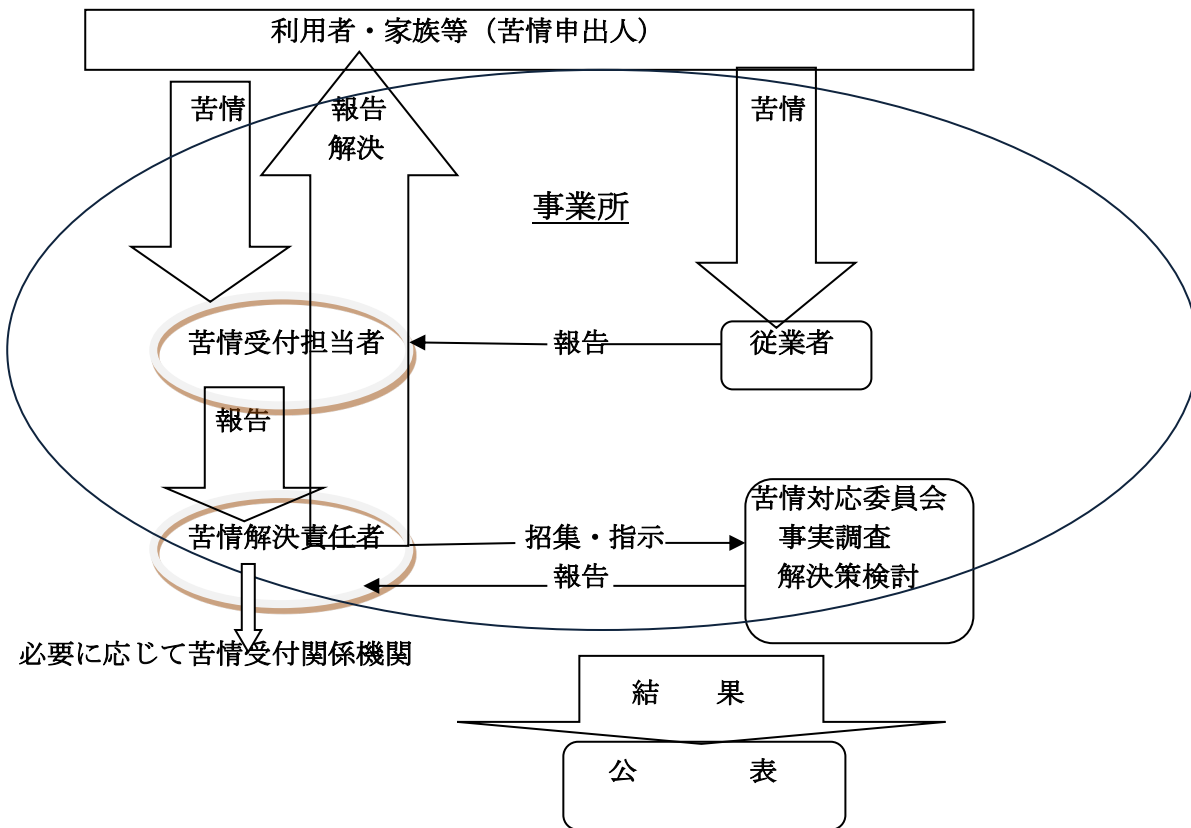 利用者・家族等（苦情申出人）
苦情
報告
解決
苦情
事業所
苦情受付担当者
報告
従業者
報告
苦情対応委員会
苦情解決責任者
招集・指示
事実調査
報告
解決策検討
必要に応じて苦情受付関係機関
結　　果
公　　　　表